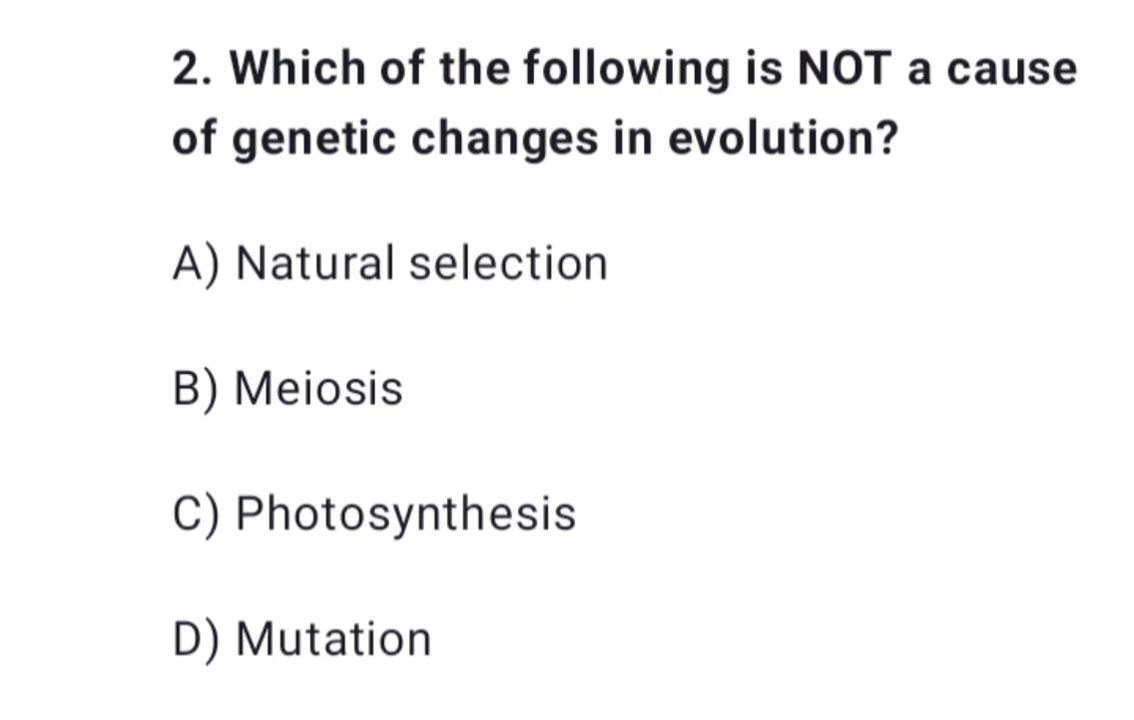 2. Which of the following is NOT a cause
of genetic changes in evolution?
A) Natural selection
B) Meiosis
C) Photosynthesis
D) Mutation